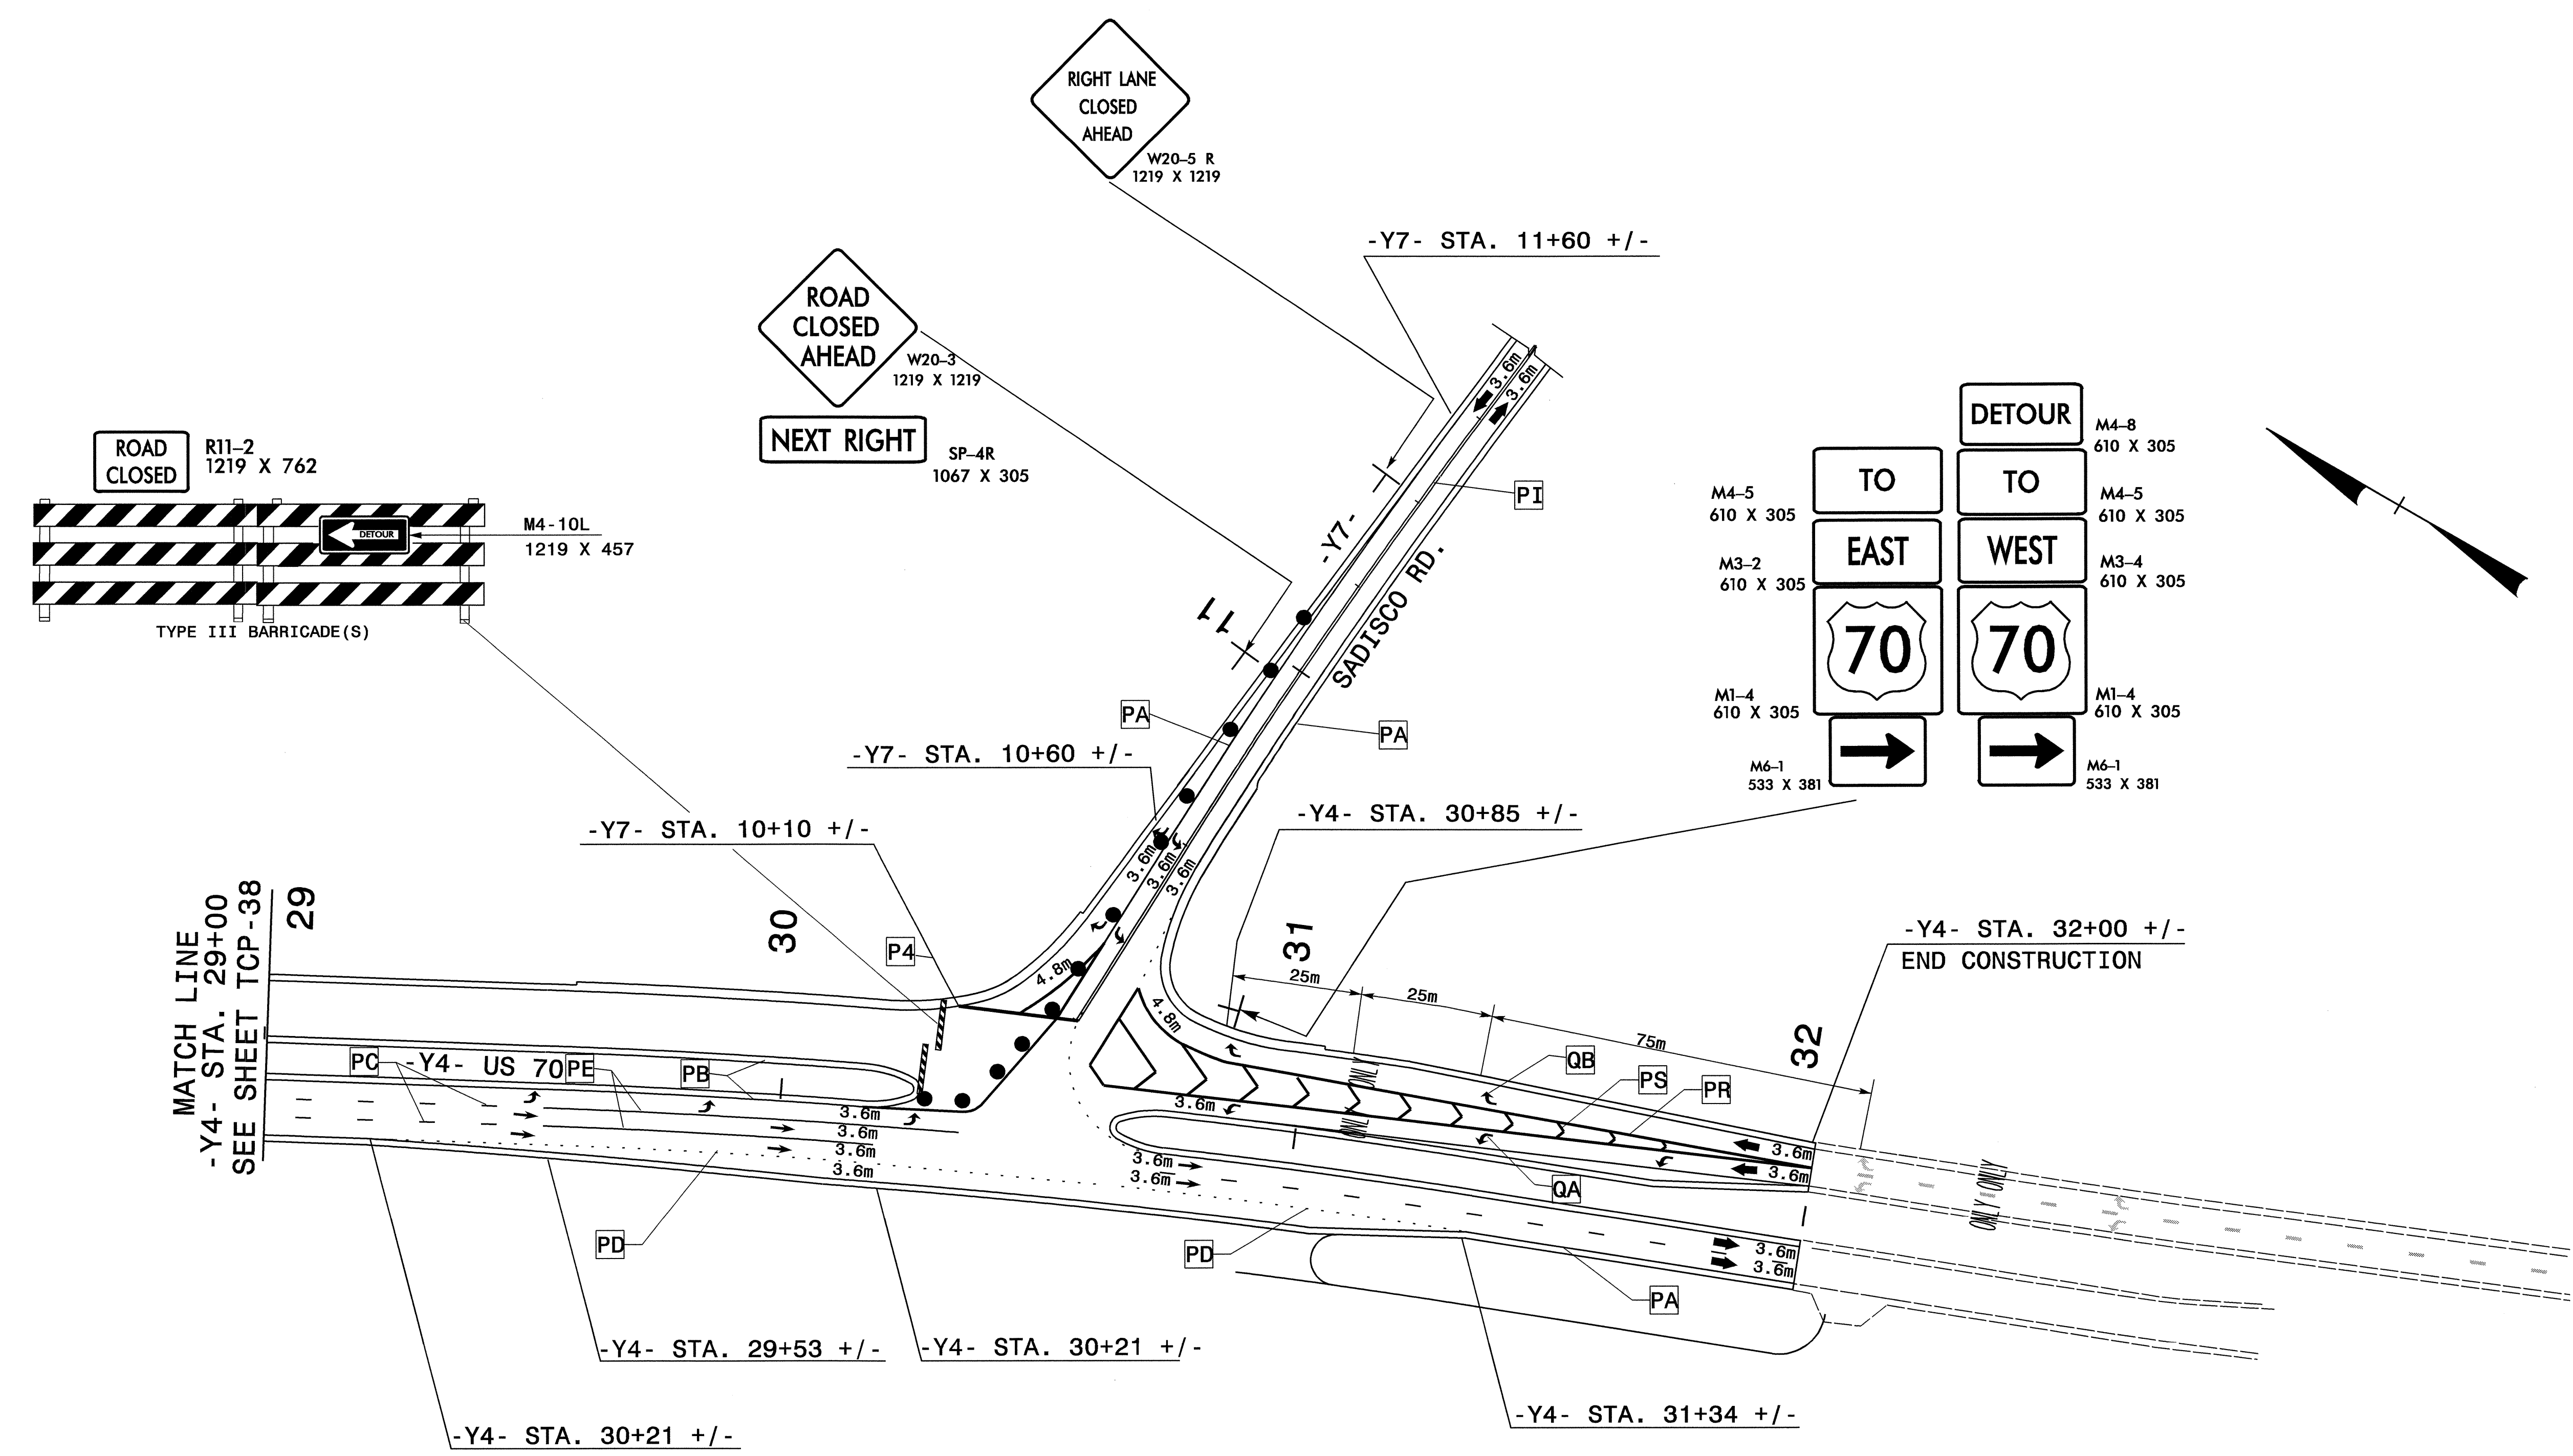 RIGHT LANE
CLOSED
AHEAD
W20-5 R
1219 X 1219
-Y7- STA. 11+60 +/-
ROAD
CLOSED
AHEAD
W20-3
1219 X 1219
NEXT RIGHT
SP-4R
1067 X 305
ROAD
CLOSED
R11-2
1219 X 762
DETOUR
M4-10L
1219 X 457
TYPE III BARRICADE(S)
3.6m
3.6m
PI
-Y7-
11
SADISCO RD.
PA
PA
DETOUR
M4-8
610 X 305
TO
M4-5
610 X 305
TO
M4-5
610 X 305
EAST
M3-2
610 X 305
WEST
M3-4
610 X 305
70
M1-4
610 X 305
70
M1-4
610 X 305
M6-1
533 X 381
M6-1
533 X 381
-Y7- STA. 10+60 +/-
-Y7- STA. 10+10 +/-
-Y4- STA. 30+85 +/-
3.6m
3.6m
3.6m
MATCH LINE
-Y4- STA. 29+00
SEE SHEET TCP-38
29
30
P4
4.8m
4.8m
31
25m
25m
75m
32
-Y4- STA. 32+00 +/-
END CONSTRUCTION
PC
-Y4- US 70
PE
PB
3.6m
3.6m
3.6m
3.6m
3.6m
ONLY
ONLY
QB
PS
PR
3.6m
3.6m
QA
3.6m
3.6m
ONLY
ONLY
PD
PD
3.6m
3.6m
PA
-Y4- STA. 29+53 +/-
-Y4- STA. 30+21 +/-
-Y4- STA. 31+34 +/-
-Y4- STA. 30+21 +/-